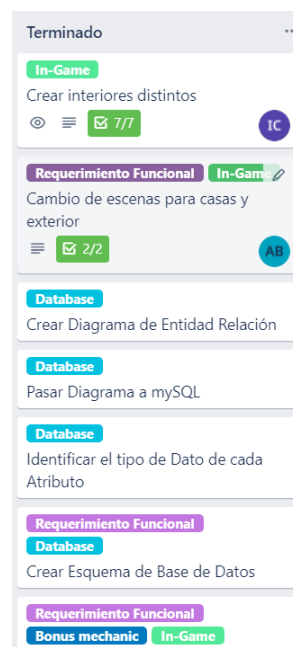 Terminado
In-Game
Crear interiores distintos
7/7
IC
Requerimiento Funcional In-Game
Cambio de escenas para casas y
exterior
2/2
AB
Database
Crear Diagrama de Entidad Relación
Database
Pasar Diagrama a mySQL
Database
Identificar el tipo de Dato de cada
Atributo
Requerimiento Funcional
Database
Crear Esquema de Base de Datos
Requerimiento Funcional
Bonus mechanic In-Game